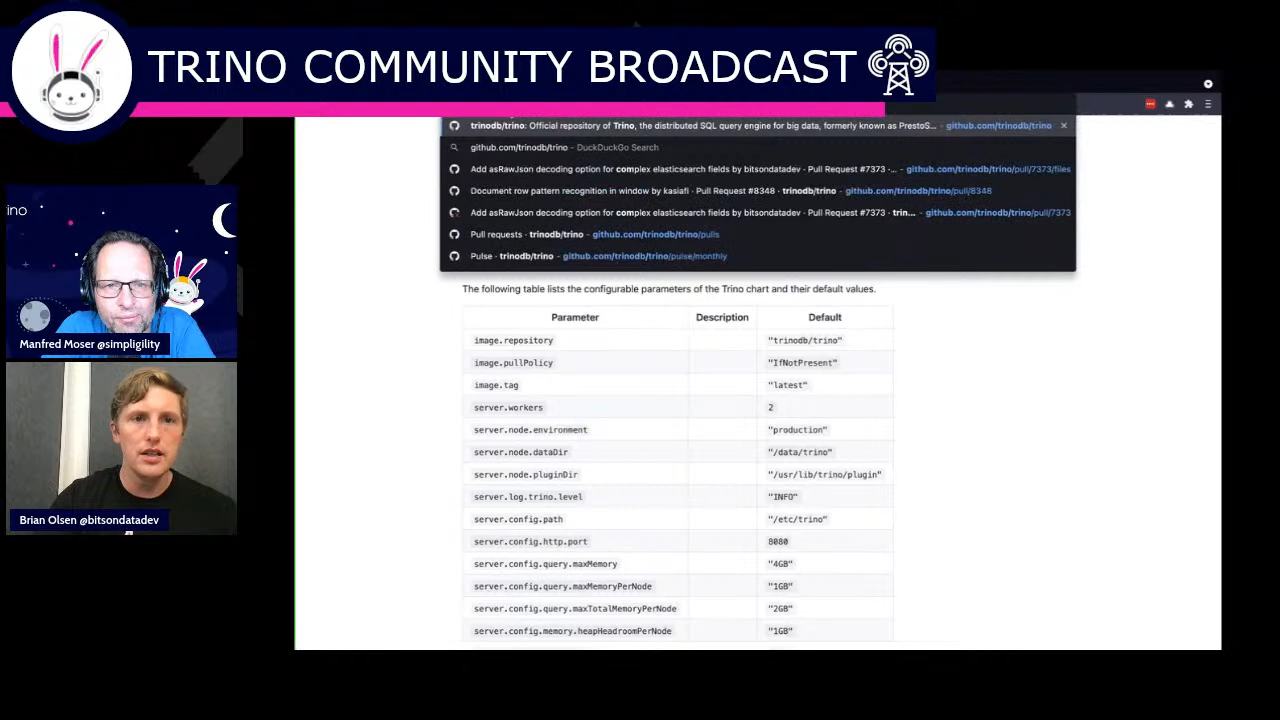 TRINO COMMUNITY BROADCAST
trinodb/trino: Official repository of Trino, the distributed SQL query engine for big data, formerly known as PrestoS... - github.com/trinodb/trino
github.com/trinodb/trino - DuckDuckGo Search
Add asRawJson decoding option for complex elasticsearch fields by bitsondatadev · Pull Request #7373 ·... - github.com/trinodb/trino/pull/7373/files
Document row pattern recognition in window by kasiafi · Pull Request #8348 · trinodb/trino - github.com/trinodb/trino/pull/8348
Add asRawJson decoding option for complex elasticsearch fields by bitsondatadev · Pull Request #7373 · trin... - github.com/trinodb/trino/pull/7373
Pull requests · trinodb/trino - github.com/trinodb/trino/pulls
Pulse · trinodb/trino - github.com/trinodb/trino/pulse/monthly
The following table lists the configurable parameters of the Trino chart and their default values.
Parameter Description Default
image.repository "trinodb/trino"
image.pullPolicy "IfNotPresent"
image.tag "latest"
server.workers 2
server.node.environment "production"
server.node.dataDir "/data/trino"
server.node.pluginDir "/usr/lib/trino/plugin"
server.log.trino.level "INFO"
server.config.path "/etc/trino"
server.config.http.port 8080
server.config.query.maxMemory "4GB"
server.config.query.maxMemoryPerNode "1GB"
server.config.query.maxTotalMemoryPerNode "2GB"
server.config.memory.heapHeadroomPerNode "1GB"
ino
Manfred Moser @simpligility
Brian Olsen @bitsondatadev